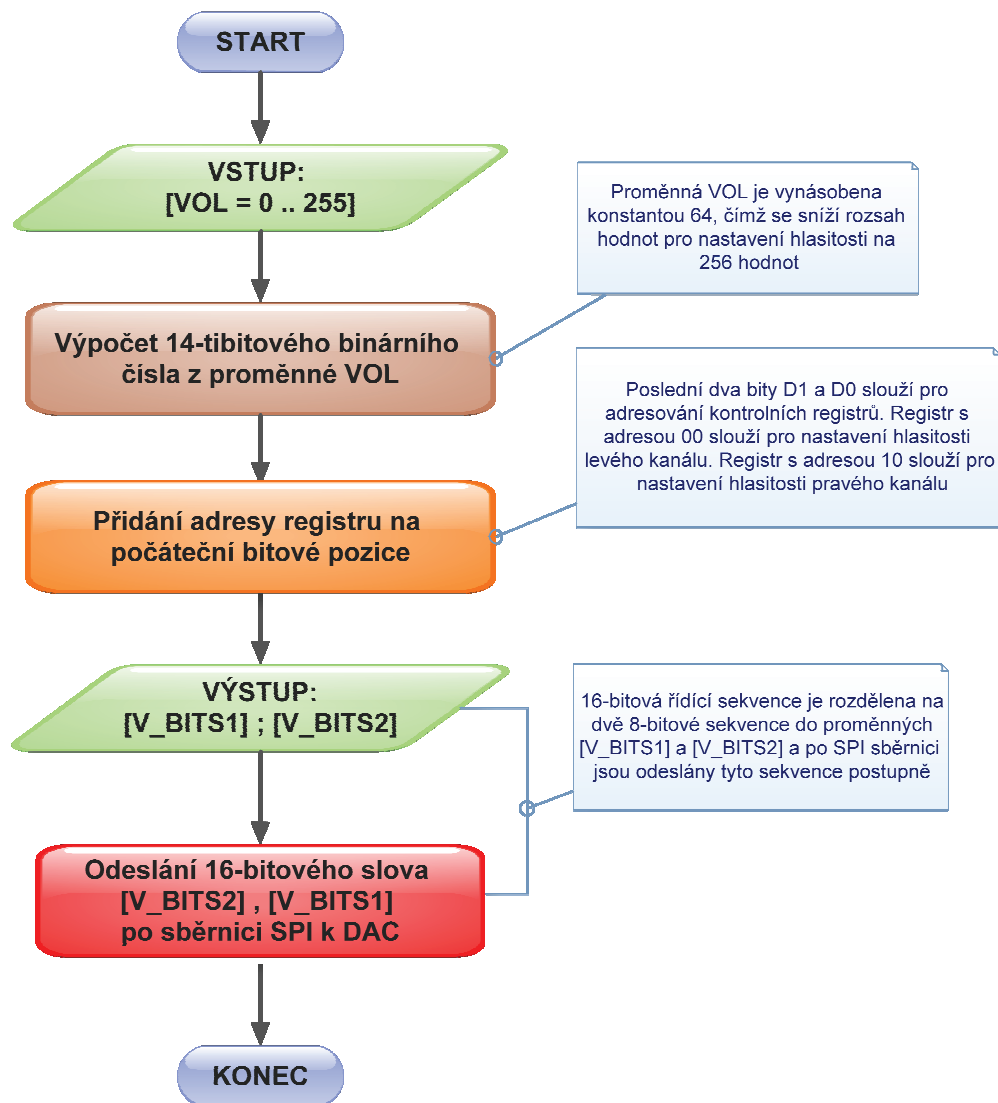 START
VSTUP:
[VOL = 0 .. 255]
Proměnná VOL je vynásobena
konstantou 64, čímž se sníží rozsah
hodnot pro nastavení hlasitosti na
256 hodnot
Výpočet 14-tibitového binárního
čísla z proměnné VOL
Poslední dva bity D1 a D0 slouží pro
adresování kontrolních registrů. Registr s
adresou 00 slouží pro nastavení hlasitosti
levého kanálu. Registr s adresou 10 slouží pro
nastavení hlasitosti pravého kanálu
Přidání adresy registru na
počáteční bitové pozice
VÝSTUP:
[V_BITS1] ; [V_BITS2]
16-bitová řídící sekvence je rozdělena na
dvě 8-bitové sekvence do proměnných
[V_BITS1] a [V_BITS2] a po SPI sběrnici
jsou odeslány tyto sekvence postupně
Odeslání 16-bitového slova
[V_BITS2] , [V_BITS1]
po sběrnici SPI k DAC
KONEC